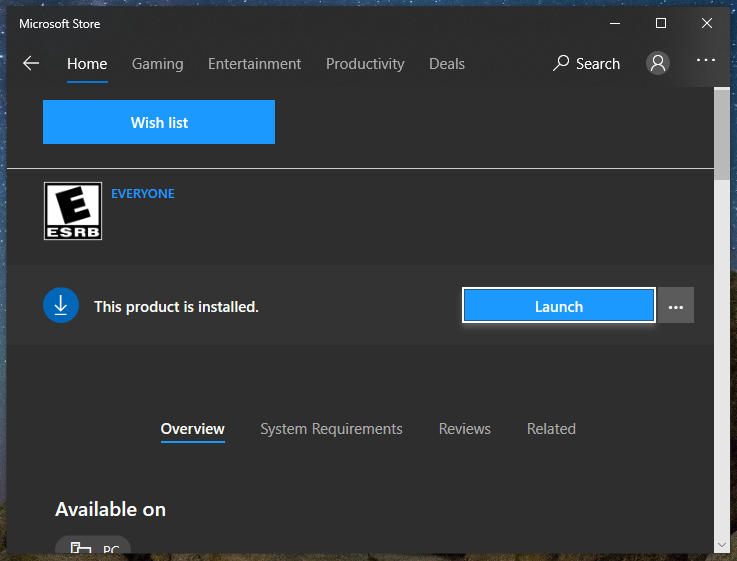 Microsoft Store
Home Gaming Entertainment Productivity Deals Search
Wish list
E
ESRB
EVERYONE
This product is installed.
Launch
Overview System Requirements Reviews Related
Available on
PC